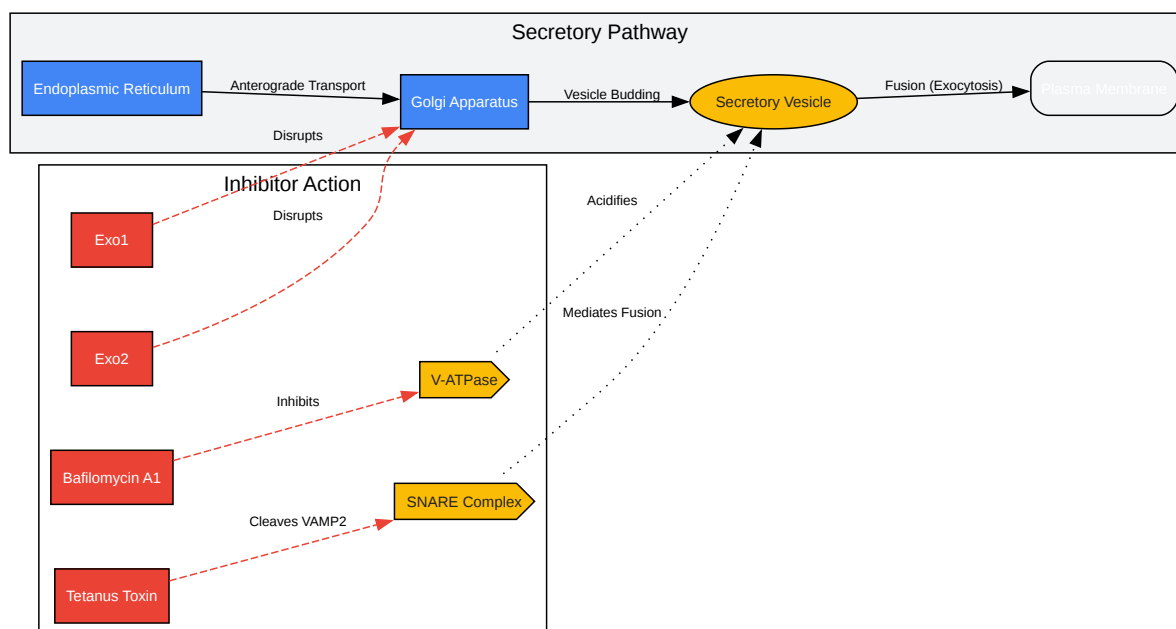 Secretory Pathway
Endoplasmic Reticulum
Anterograde Transport
Golgi Apparatus
Vesicle Budding
Secretory Vesicle
Fusion (Exocytosis)
Plasma Membrane
Disrupts
Inhibitor Action
Acidifies
Disrupts
Exo1
Mediates Fusion
Exo2
V-ATPase
Inhibits
Bafilomycin A1
SNARE Complex
Cleaves VAMP2
Tetanus Toxin